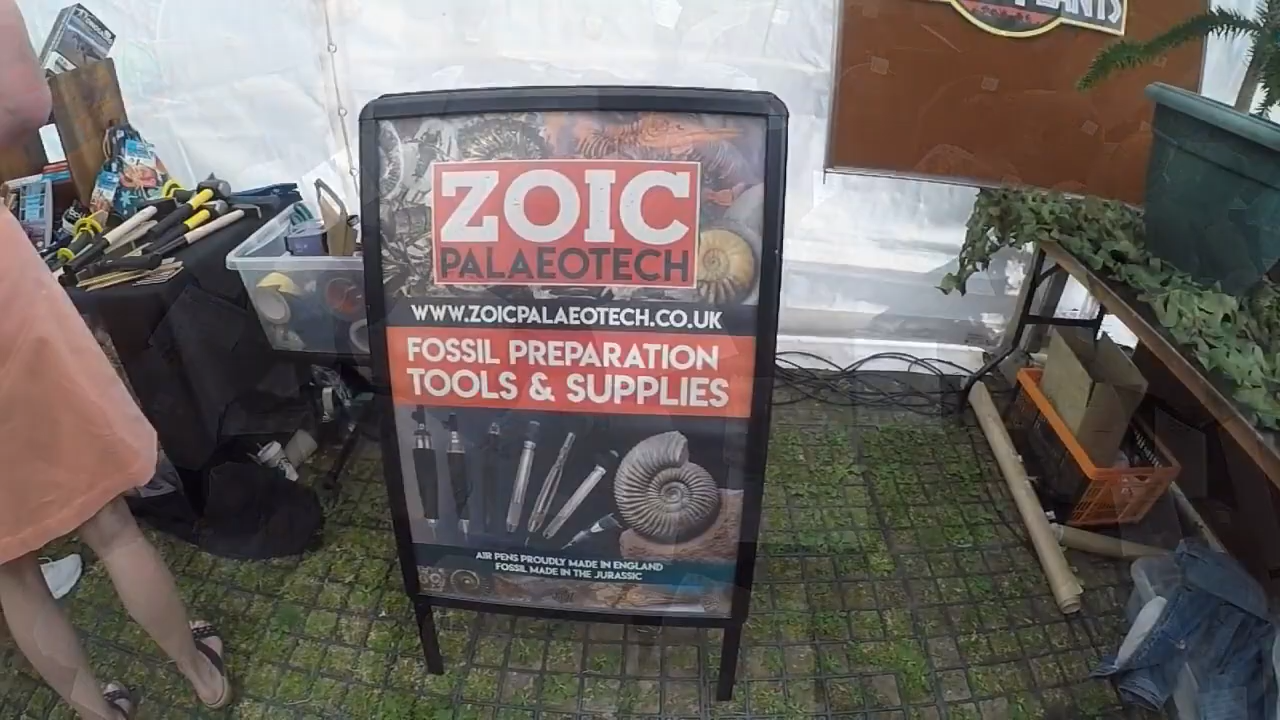 ZOIC
PALAEOTECH
WWW.ZOICPALAEOTECH.CO.UK
FOSSIL PREPARATION
TOOLS & SUPPLIES
AIR PENS PROUDLY MADE IN ENGLAND
FOSSIL MADE IN THE JURASSIC